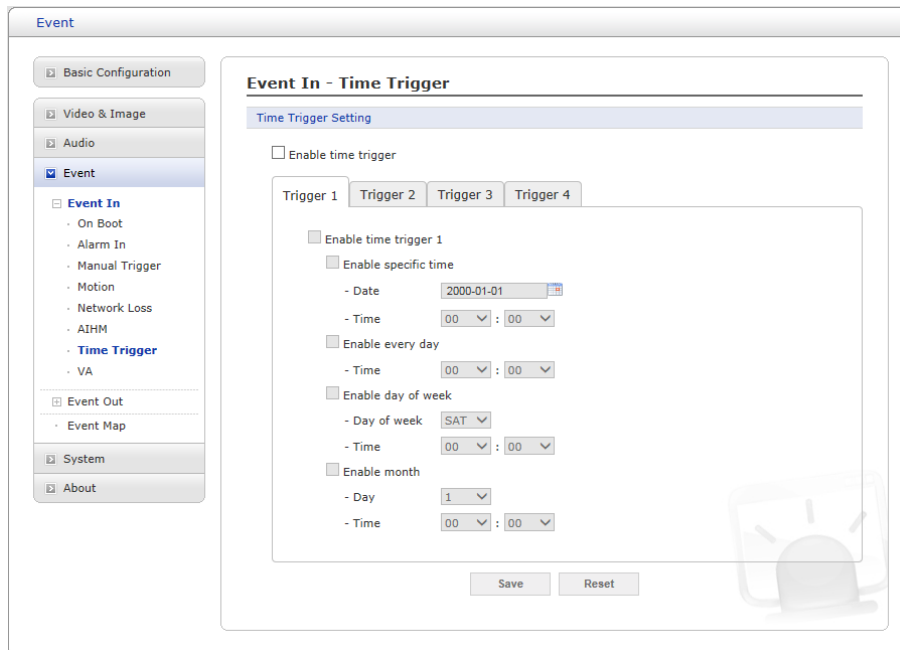 Event
Basic Configuration
Video & Image
Audio
Event
Event In
On Boot
Alarm In
Manual Trigger
Motion
Network Loss
AIHM
Time Trigger
VA
Event Out
Event Map
System
About
Event In - Time Trigger
Time Trigger Setting
Enable time trigger
Trigger 1 Trigger 2 Trigger 3 Trigger 4
Enable time trigger 1
Enable specific time
- Date 2000-01-01
- Time 00 : 00
Enable every day
- Time 00 : 00
Enable day of week
- Day of week SAT
- Time 00 : 00
Enable month
- Day 1
- Time 00 : 00
Save Reset